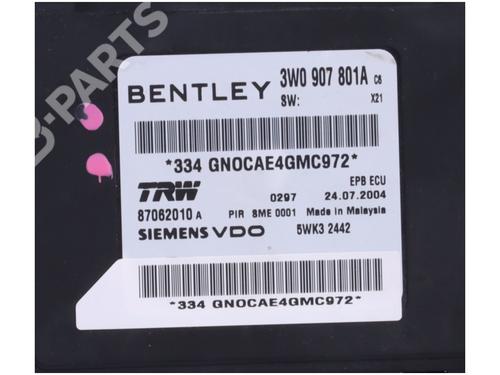 BENTLEY 3W0 907 801A C6
SW: X21
*334 GNOCAE4GMC972*
TRW EPB ECU
0297 24.07.2004
87062010 A PIR 8ME 0001 Made in Malaysia
SIEMENS VDO 5WK3 2442
*334 GNOCAE4GMC972*
B-PARTS